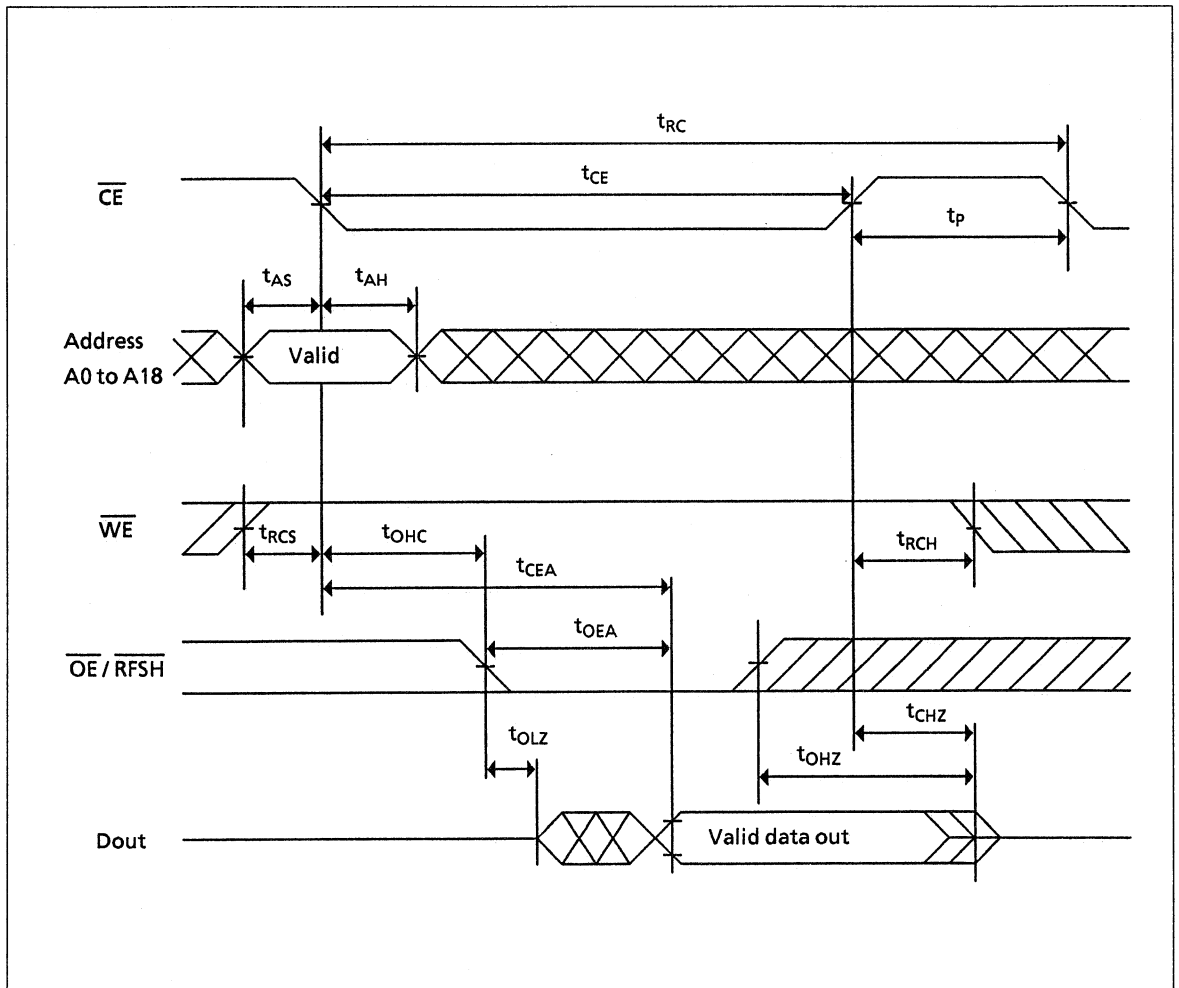 tRC
tCE
CE
tP
tAS
tAH
Address
A0 to A18
Valid
WE
tRCS
tOHC
tRCH
tCEA
tOEA
OE / RFSH
tCHZ
tOLZ
tOHZ
Dout
Valid data out